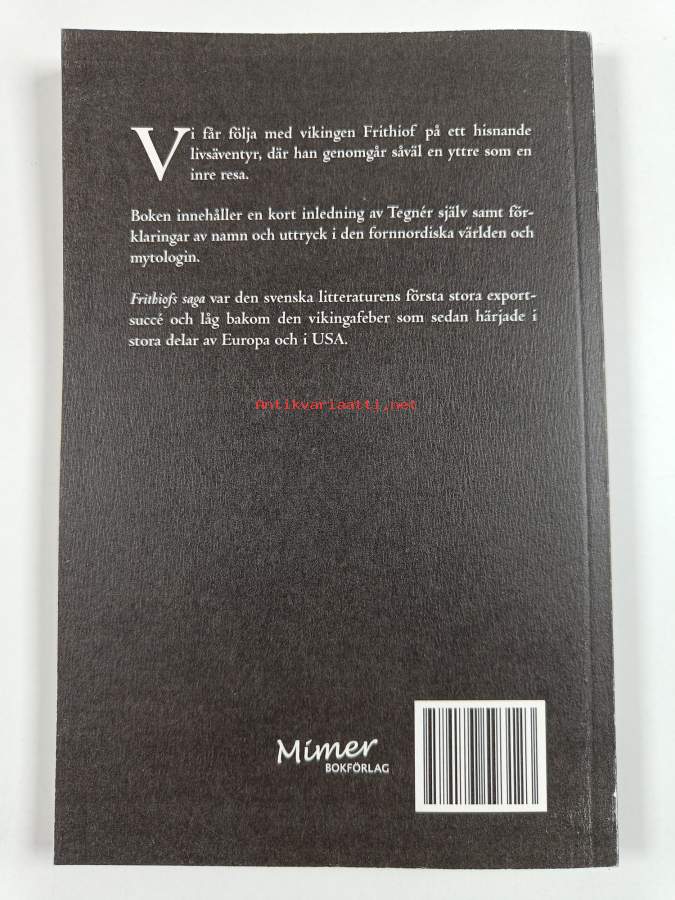 Vi får följa med vikingen Frithiof på ett hisnande
livsäventyr, där han genomgår såväl en yttre som en
inre resa.
Boken innehåller en kort inledning av Tegnér själv samt för-
klaringar av namn och uttryck i den fornnordiska världen och
mytologin.
Frithiofs saga var den svenska litteraturens första stora export-
succé och låg bakom den vikingafeber som sedan härjade i
stora delar av Europa och i USA.
Antikvariaatti.net
Mimer
BOKFÖRLAG